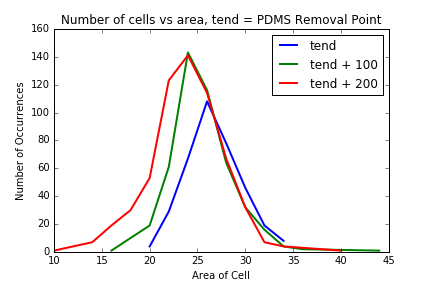 Number of cells vs area, tend = PDMS Removal Point
160
140
120
100
80
60
40
20
0
Number of Occurrences
tend
tend + 100
tend + 200
10 15 20 25 30 35 40 45
Area of Cell